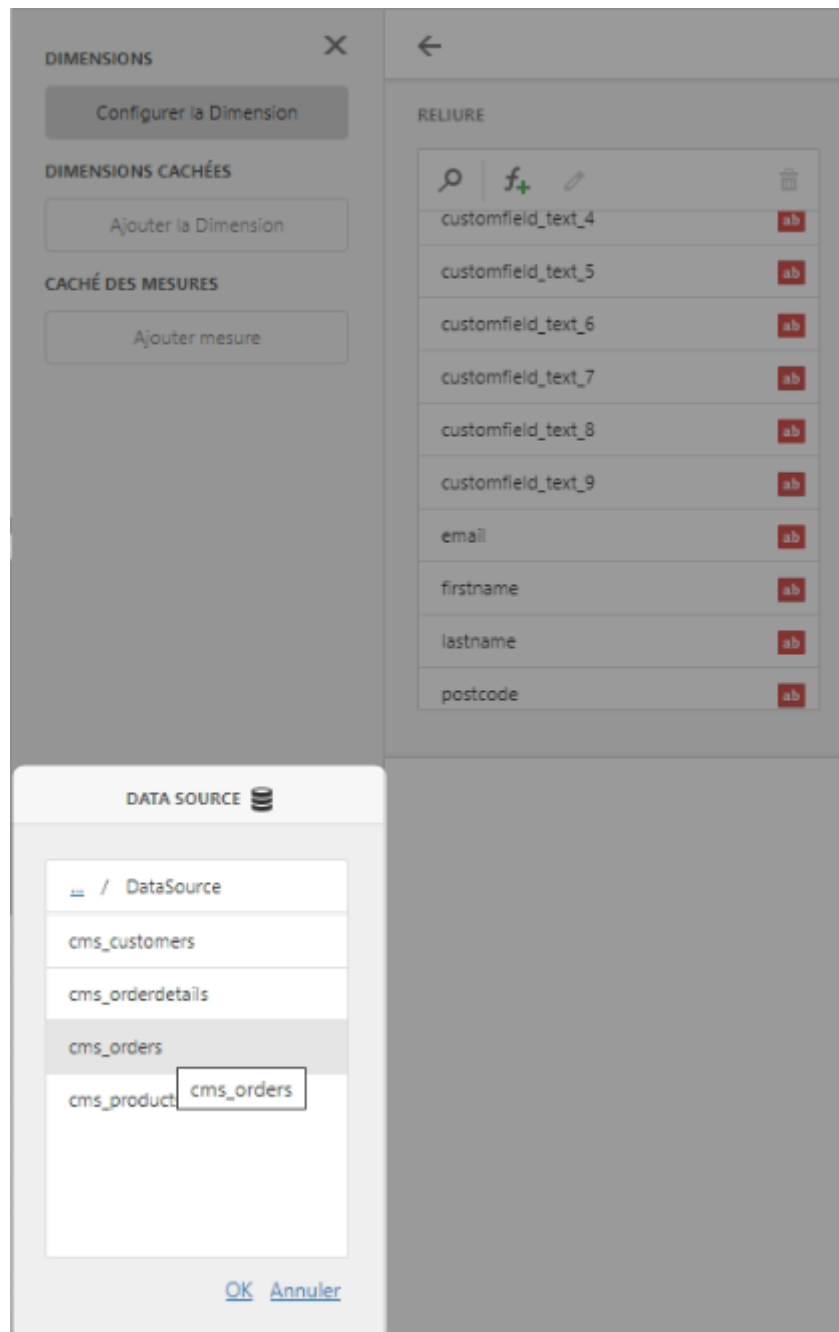 DIMENSIONS
Configurer la Dimension
DIMENSIONS CACHÉES
Ajouter la Dimension
CACHÉ DES MESURES
Ajouter mesure
RELIURE
customfield_text_4 ab
customfield_text_5 ab
customfield_text_6 ab
customfield_text_7 ab
customfield_text_8 ab
customfield_text_9 ab
email ab
firstname ab
lastname ab
postcode ab
DATA SOURCE
... / DataSource
cms_customers
cms_orderdetails
cms_orders
cms_orders
cms_product
OK Annuler